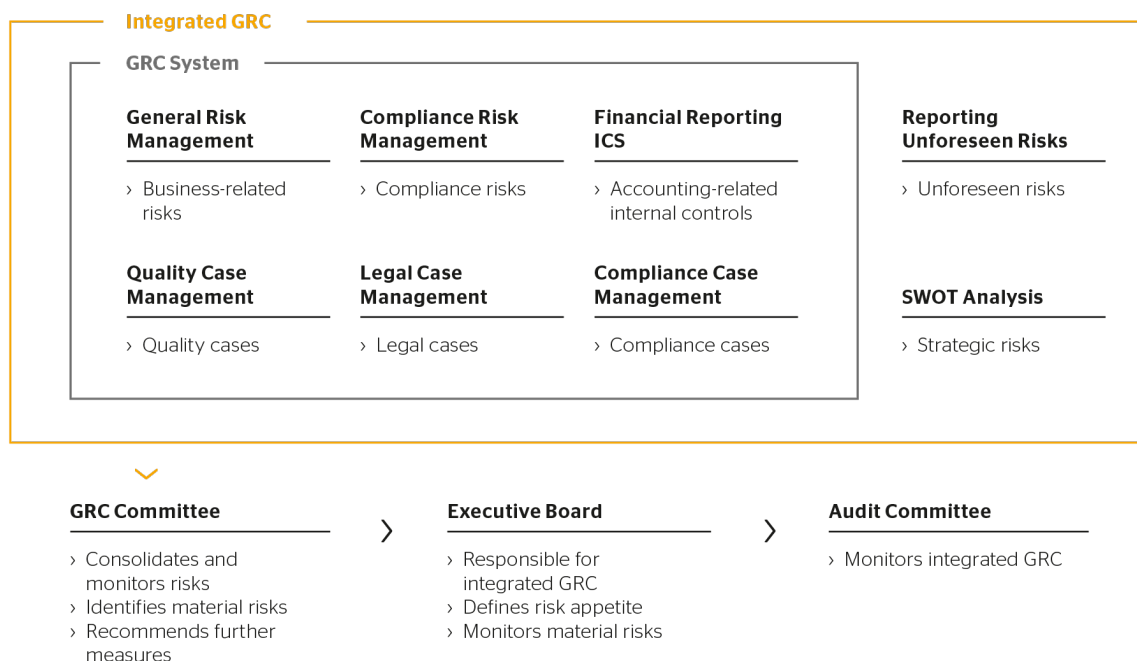 Integrated GRC
GRC System
General Risk
Management
› Business-related
risks
Compliance Risk
Management
› Compliance risks
Financial Reporting
ICS
› Accounting-related
internal controls
Reporting
Unforeseen Risks
› Unforeseen risks
Quality Case
Management
› Quality cases
Legal Case
Management
› Legal cases
Compliance Case
Management
› Compliance cases
SWOT Analysis
› Strategic risks
GRC Committee
› Consolidates and
monitors risks
› Identifies material risks
› Recommends further
measures
Executive Board
› Responsible for
integrated GRC
› Defines risk appetite
› Monitors material risks
Audit Committee
› Monitors integrated GRC